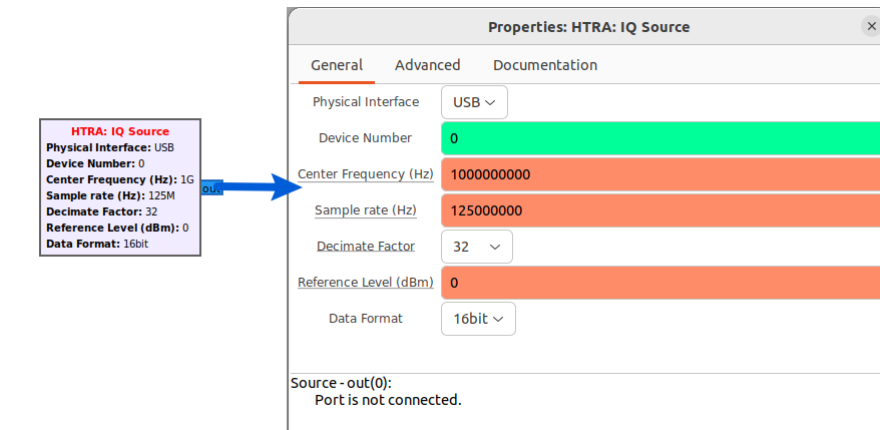 HTRA: IQ Source
Physical Interface: USB
Device Number: 0
Center Frequency (Hz): 1G
Sample rate (Hz): 125M
Decimate Factor: 32
Reference Level (dBm): 0
Data Format: 16bit
out
Properties: HTRA: IQ Source
General Advanced Documentation
Physical Interface USB
Device Number 0
Center Frequency (Hz) 1000000000
Sample rate (Hz) 125000000
Decimate Factor 32
Reference Level (dBm) 0
Data Format 16bit
Source - out(0):
Port is not connected.